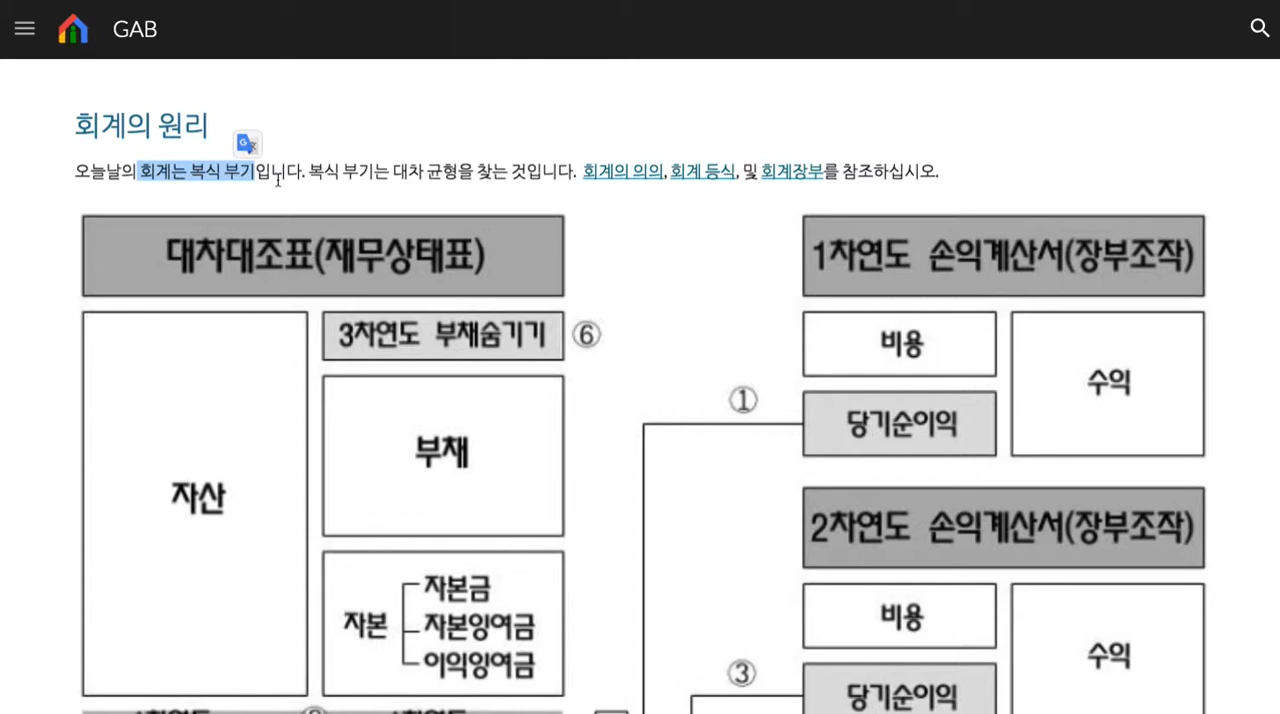 GAB
회계의 원리
오늘날의 회계는 복식 부기입니다. 복식 부기는 대차 균형을 찾는 것입니다. 회계의 의의, 회계 등식, 및 회계장부를 참조하십시오.
대차대조표(재무상태표)
3차연도 부채숨기기 ⑥
자산
부채
자본
자본금
자본잉여금
이익잉여금
1차연도 손익계산서(장부조작)
비용
수익
① 당기순이익
2차연도 손익계산서(장부조작)
비용
수익
③ 당기순이익